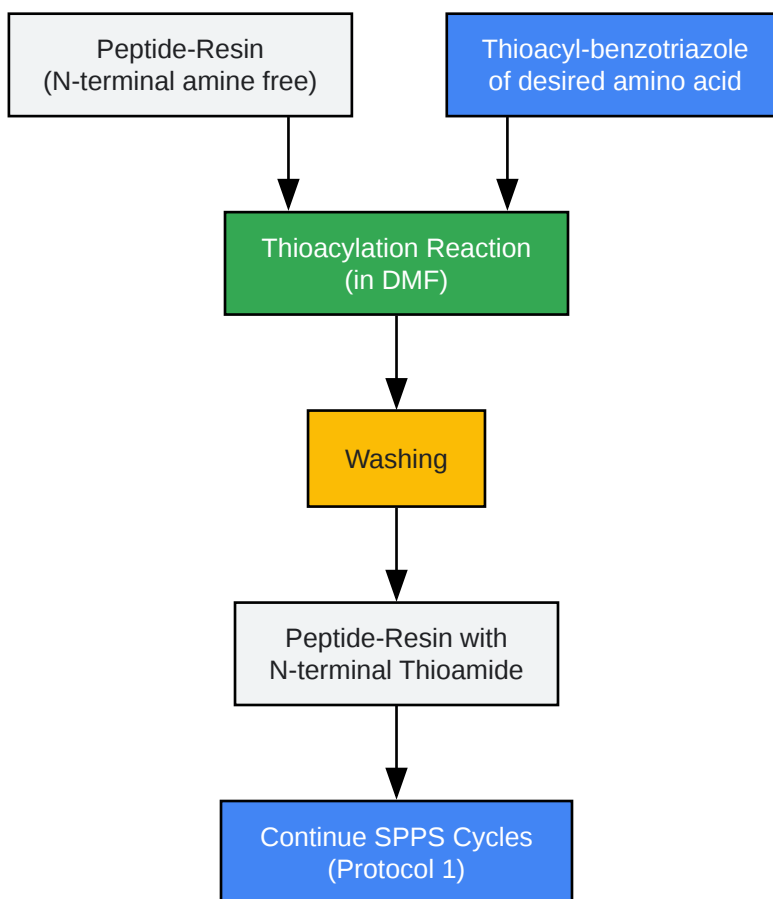 Peptide-Resin
(N-terminal amine free)
Thioacyl-benzotriazole
of desired amino acid
Thioacylation Reaction
(in DMF)
Washing
Peptide-Resin with
N-terminal Thioamide
Continue SPPS Cycles
(Protocol 1)